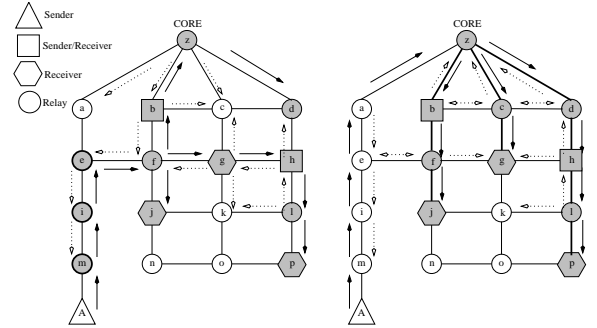 Sender
Sender/Receiver
Receiver
Relay
CORE
z
a b c d
e f g h
i j k l
m n o p
A
CORE
z
a b c d
e f g h
i j k l
m n o p
A